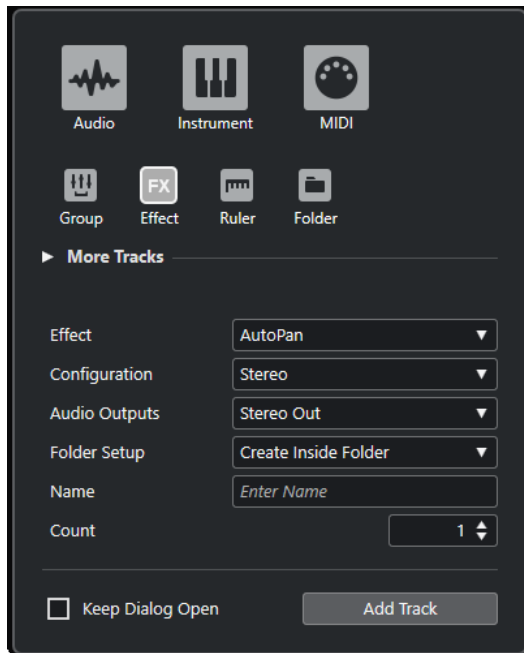 Audio Instrument MIDI
FX
Group Effect Ruler Folder
More Tracks
Effect AutoPan
Configuration Stereo
Audio Outputs Stereo Out
Folder Setup Create Inside Folder
Name Enter Name
Count 1
Keep Dialog Open Add Track